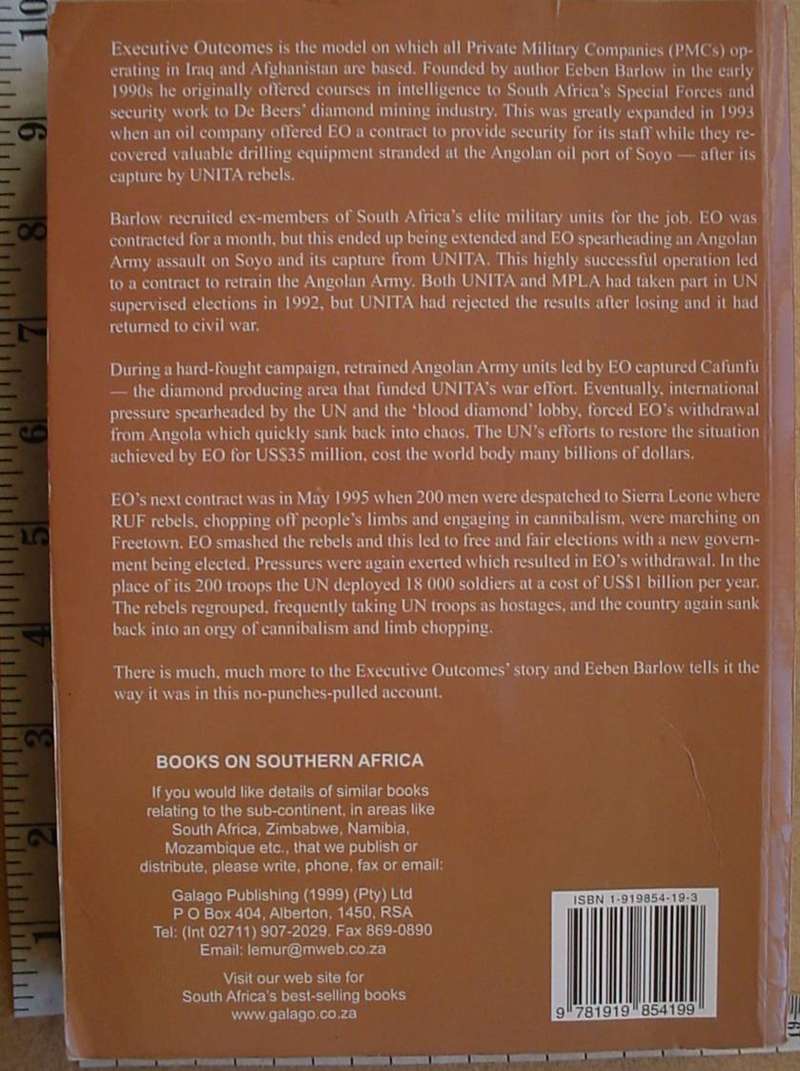 Executive Outcomes is the model on which all Private Military Companies (PMCs) op-
erating in Iraq and Afghanistan are based. Founded by author Eeben Barlow in the early
1990s he originally offered courses in intelligence to South Africa's Special Forces and
security work to De Beers' diamond mining industry. This was greatly expanded in 1993
when an oil company offered EO a contract to provide security for its staff while they re-
covered valuable drilling equipment stranded at the Angolan oil port of Soyo — after its
capture by UNITA rebels.
Barlow recruited ex-members of South Africa's elite military units for the job. EO was
contracted for a month, but this ended up being extended and EO spearheading an Angolan
Army assault on Soyo and its capture from UNITA. This highly successful operation led
to a contract to retrain the Angolan Army. Both UNITA and MPLA had taken part in UN
supervised elections in 1992, but UNITA had rejected the results after losing and it had
returned to civil war.
During a hard-fought campaign, retrained Angolan Army units led by EO captured Cafunfu
— the diamond producing area that funded UNITA's war effort. Eventually, international
pressure spearheaded by the UN and the 'blood diamond' lobby, forced EO's withdrawal
from Angola which quickly sank back into chaos. The UN's efforts to restore the situation
achieved by EO for US$35 million, cost the world body many billions of dollars.
EO's next contract was in May 1995 when 200 men were despatched to Sierra Leone where
RUF rebels, chopping off people's limbs and engaging in cannibalism, were marching on
Freetown. EO smashed the rebels and this led to free and fair elections with a new govern-
ment being elected. Pressures were again exerted which resulted in EO's withdrawal. In the
place of its 200 troops the UN deployed 18 000 soldiers at a cost of US$1 billion per year.
The rebels regrouped, frequently taking UN troops as hostages, and the country again sank
back into an orgy of cannibalism and limb chopping.
There is much, much more to the Executive Outcomes' story and Eeben Barlow tells it the
way it was in this no-punches-pulled account.
BOOKS ON SOUTHERN AFRICA
If you would like details of similar books
relating to the sub-continent, in areas like
South Africa, Zimbabwe, Namibia,
Mozambique etc., that we publish or
distribute, please write, phone, fax or email:
Galago Publishing (1999) (Pty) Ltd
P O Box 404, Alberton, 1450, RSA
Tel: (Int 02711) 907-2029. Fax 869-0890
Email: lemur@mweb.co.za
Visit our web site for
South Africa's best-selling books
www.galago.co.za
ISBN 1-919854-19-3
9 781919 854199
10
9
8
7
6
5
4
3
2
1